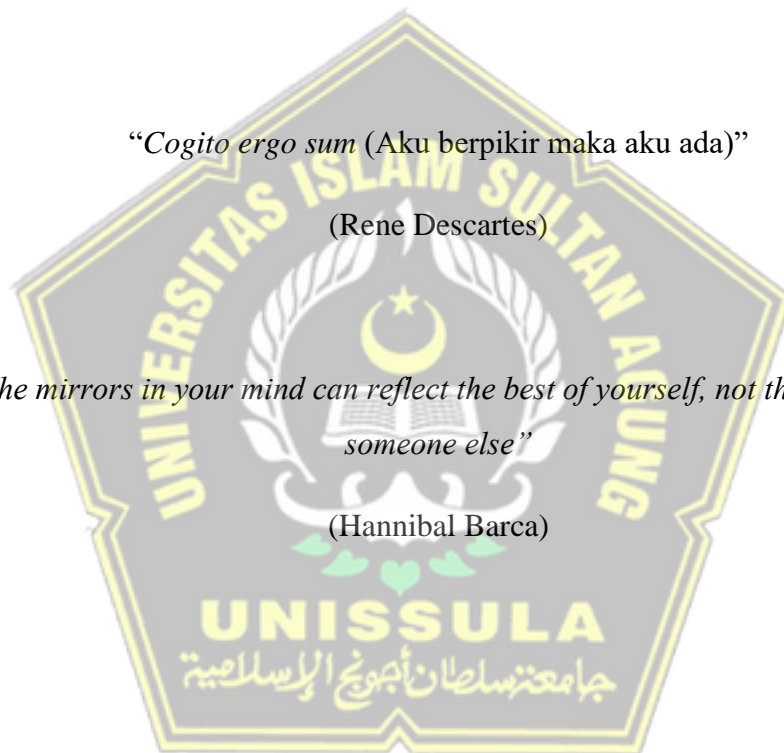 “Cogito ergo sum (Aku berpikir maka aku ada)”
(Rene Descartes)
he mirrors in your mind can reflect the best of yourself, not th
someone else”
(Hannibal Barca)
UNIVERSITAS ISLAM SULTAN AGUNG
UNISSULA
جامعة سلطان أجونج الإسلامية